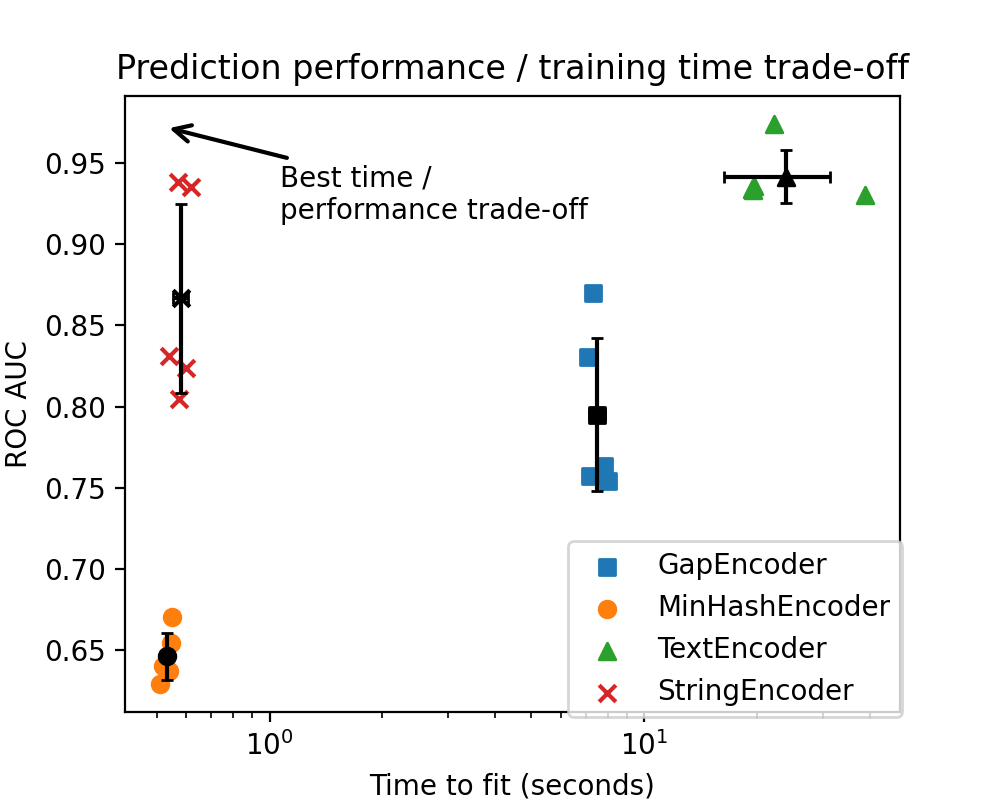 Prediction performance / training time trade-off
Best time /
performance trade-off
ROC AUC
0.95
0.90
0.85
0.80
0.75
0.70
0.65
GapEncoder
MinHashEncoder
TextEncoder
StringEncoder
10⁰
10¹
Time to fit (seconds)